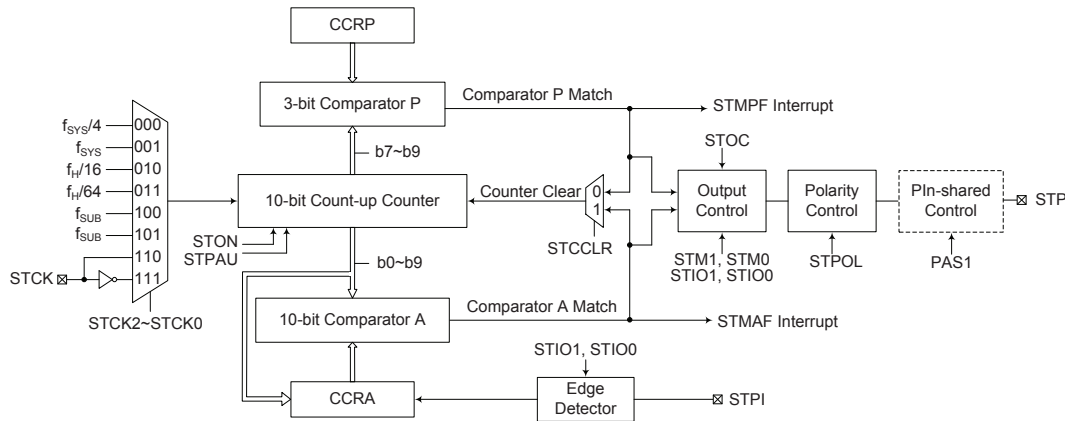 CCRP
3-bit Comparator P
Comparator P Match
STMPF Interrupt
fSYS/4
000
fSYS
001
fH/16
010
fH/64
011
fSUB
100
fSUB
101
110
111
STCK
STCK2~STCK0
b7~b9
10-bit Count-up Counter
STON
STPAU
Counter Clear
0
1
STCCLR
STOC
Output
Control
STM1, STM0
STIO1, STIO0
Polarity
Control
STPOL
PIn-shared
Control
PAS1
STP
b0~b9
10-bit Comparator A
Comparator A Match
STMAF Interrupt
STIO1, STIO0
CCRA
Edge
Detector
STPI